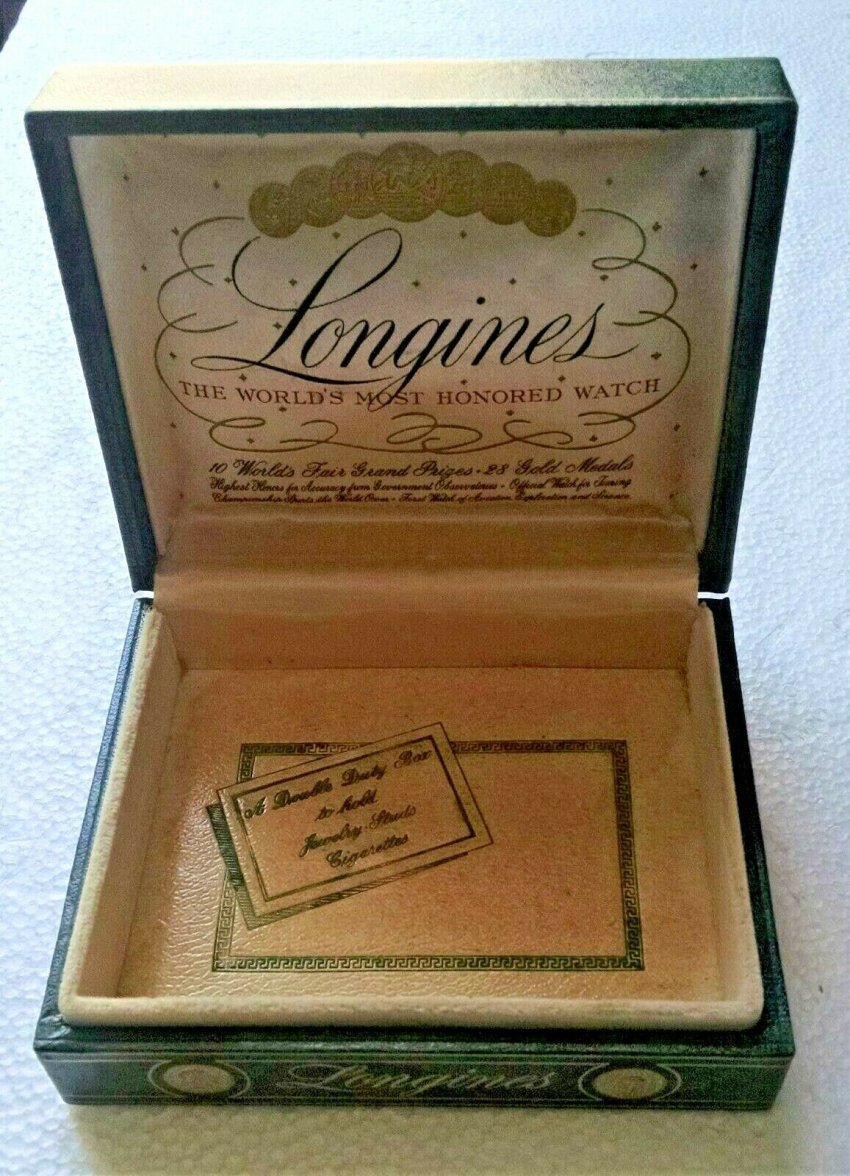 Longines
THE WORLD'S MOST HONORED WATCH
10 World's Fair Grand Prizes • 28 Gold Medals
Highest Honors for Accuracy from Government Observatories • Official Watch for Timing
Championship Sports the World Over • First Watch of Aviation, Exploration and Science
A Double Duty Box
to hold
Jewelry-Studs
Cigarettes
Longines